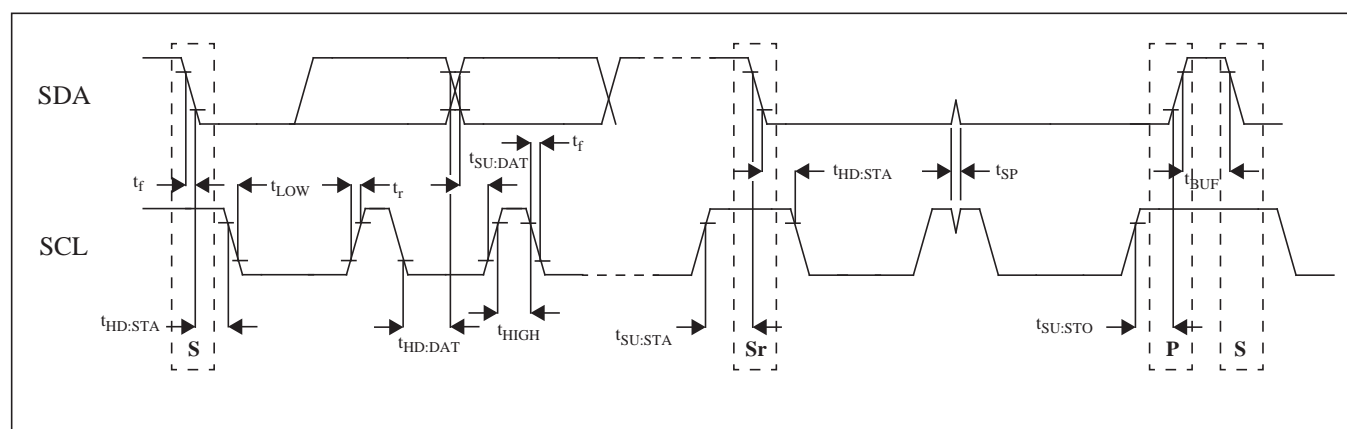 SDA
t_f
t_SU:DAT
t_f
t_LOW
t_r
t_HD:STA
t_SP
t_BUF
SCL
t_HD:STA
t_HD:DAT
t_HIGH
t_SU:STA
t_SU:STO
S
Sr
P
S